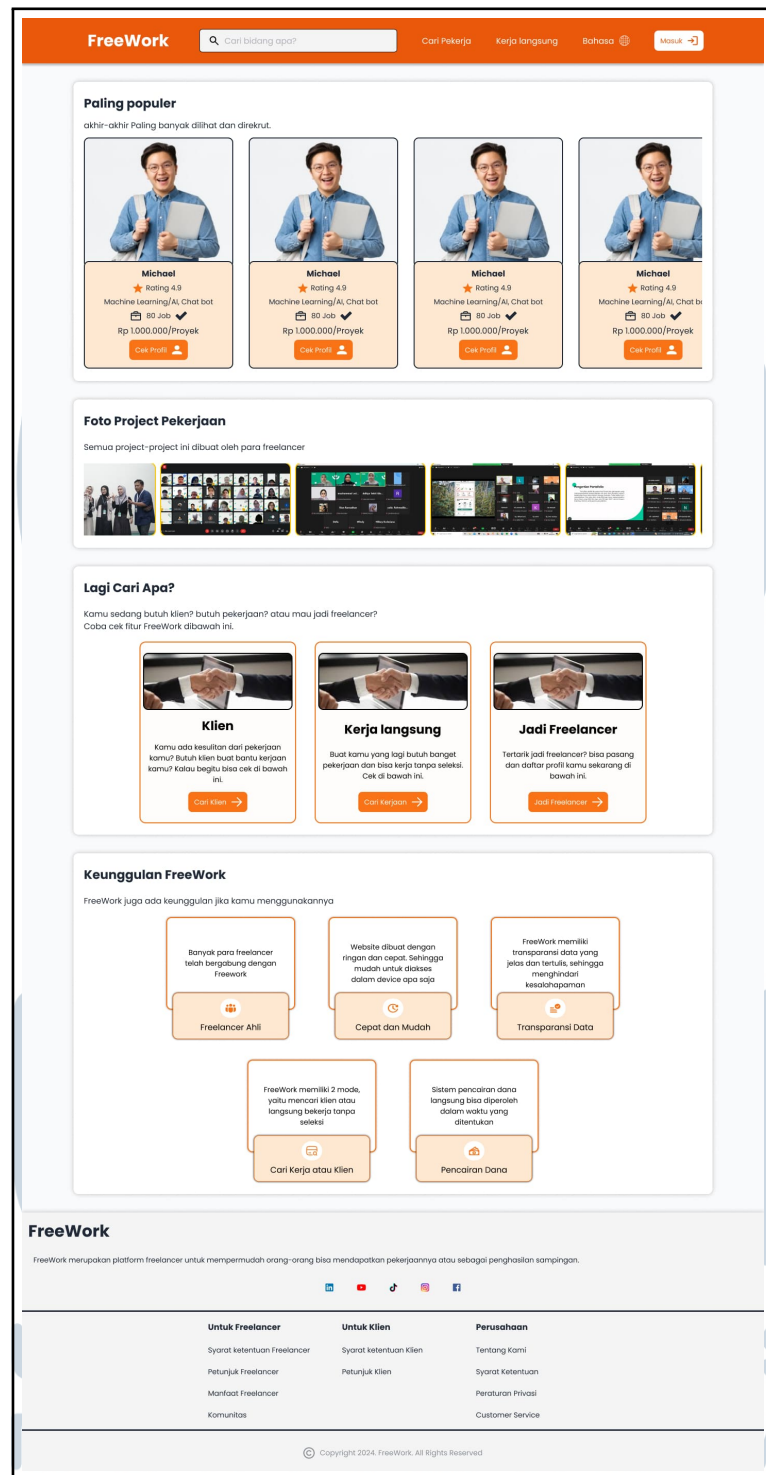 FreeWork
Cari bidang apa?
Cari Pekerja
Kerja langsung
Bahasa
Masuk
Paling populer
akhir-akhir Paling banyak dilihat dan direkrut.
Michael
Rating 4.9
Machine Learning/AI, Chat bot
80 Job
Rp 1.000.000/Proyek
Cek Profil
Michael
Rating 4.9
Machine Learning/AI, Chat bot
80 Job
Rp 1.000.000/Proyek
Cek Profil
Michael
Rating 4.9
Machine Learning/AI, Chat bot
80 Job
Rp 1.000.000/Proyek
Cek Profil
Michael
Rating 4.9
Machine Learning/AI, Chat
80 Job
Rp 1.000.000/Proyek
Cek Profil
Foto Project Pekerjaan
Semua project-project ini dibuat oleh para freelancer
Lagi Cari Apa?
Kamu sedang butuh klien? butuh pekerjaan? atau mau jadi freelancer?
Coba cek fitur FreeWork dibawah ini.
Klien
Kamu ada kesulitan dari pekerjaan
kamu? Butuh klien buat bantu kerjaan
kamu? Kalau begitu bisa cek di bawah
ini.
Cari Klien
Kerja langsung
Buat kamu yang lagi butuh banget
pekerjaan dan bisa kerja tanpa seleksi.
Cek di bawah ini.
Cari Kerjaan
Jadi Freelancer
Tertarik jadi freelancer? bisa pasang
dan daftar profil kamu sekarang di
bawah ini.
Jadi Freelancer
Keunggulan FreeWork
FreeWork juga ada keunggulan jika kamu menggunakannya
Banyak para freelancer
telah bergabung dengan
Freework
Freelancer Ahli
Website dibuat dengan
ringan dan cepat. Sehingga
mudah untuk diakses
dalam device apa saja
Cepat dan Mudah
FreeWork memiliki
transparansi data yang
jelas dan tertulis, sehingga
menghindari
kesalahapaman
Transparansi Data
FreeWork memiliki 2 mode,
yaitu mencari klien atau
langsung bekerja tanpa
seleksi
Cari Kerja atau Klien
Sistem pencairan dana
langsung bisa diperoleh
dalam waktu yang
ditentukan
Pencairan Dana
FreeWork
FreeWork merupakan platform freelancer untuk mempermudah orang-orang bisa mendapatkan pekerjaannya atau sebagai penghasilan sampingan.
Untuk Freelancer
Syarat ketentuan Freelancer
Petunjuk Freelancer
Manfaat Freelancer
Komunitas
Untuk Klien
Syarat ketentuan Klien
Petunjuk Klien
Perusahaan
Tentang Kami
Syarat Ketentuan
Peraturan Privasi
Customer Service
© Copyright 2024. FreeWork. All Rights Reserved